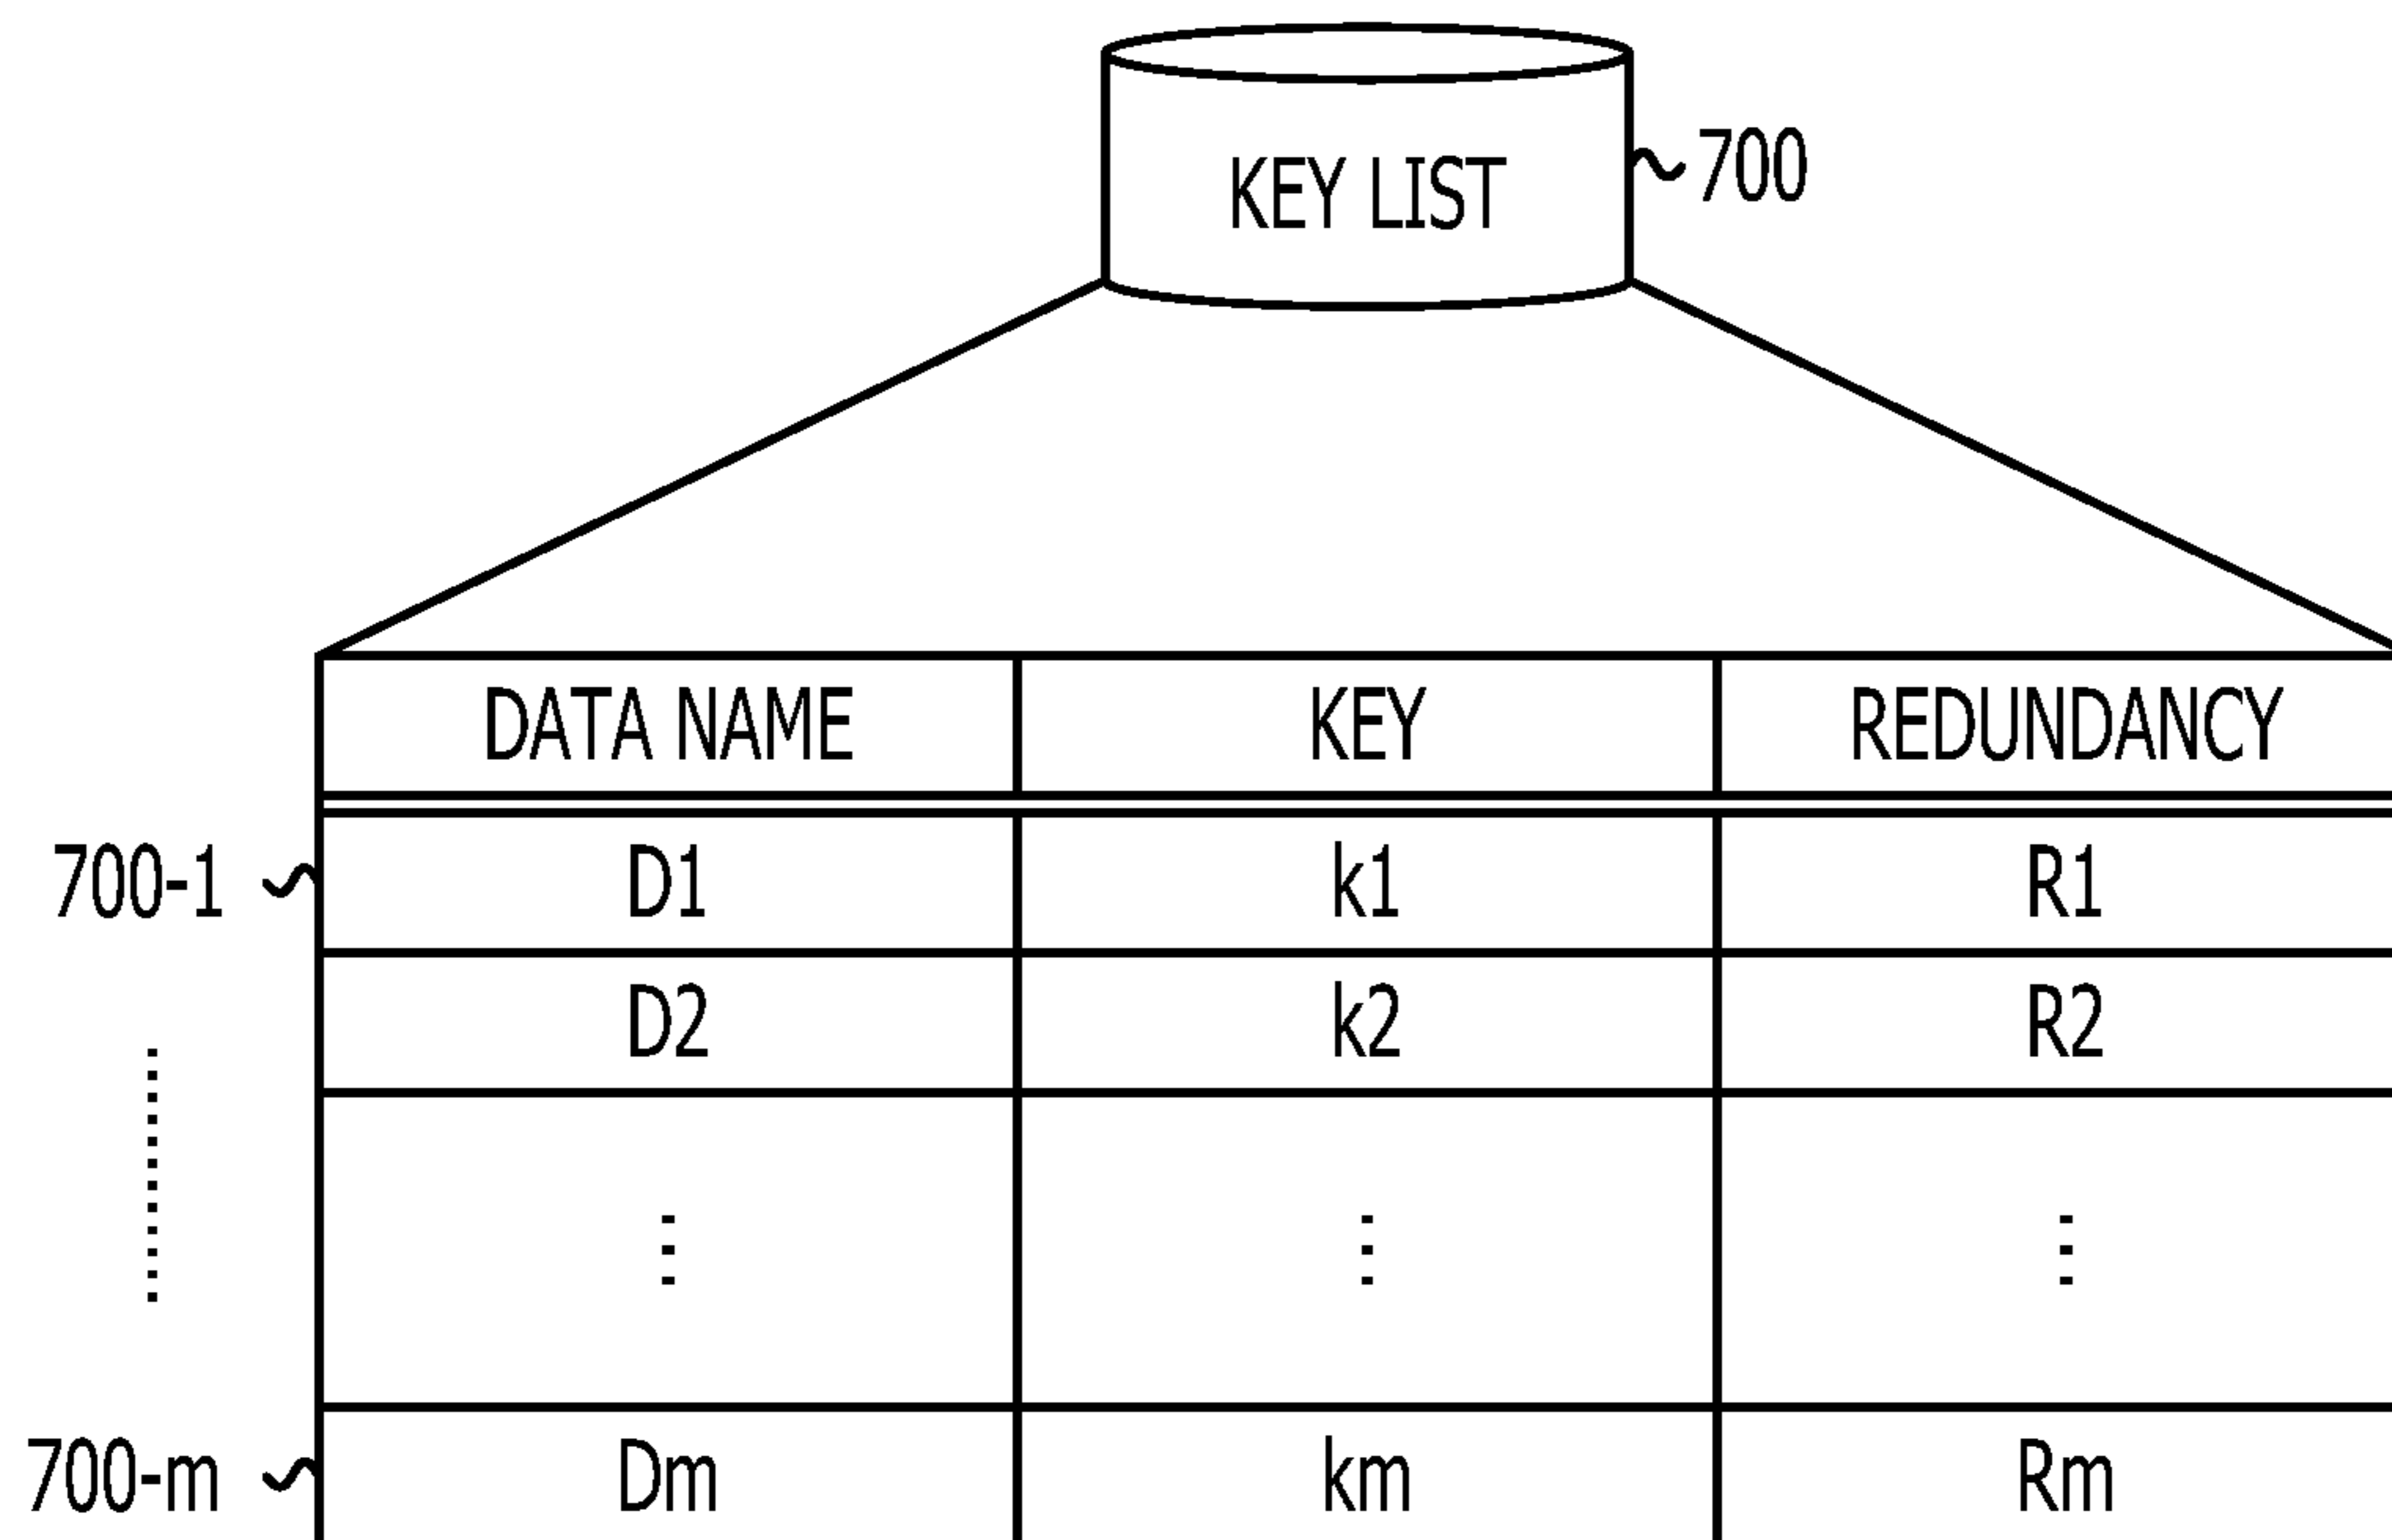 KEY LIST
700
DATA NAME KEY REDUNDANCY
700-1 D1 k1 R1
D2 k2 R2
700-m Dm km Rm